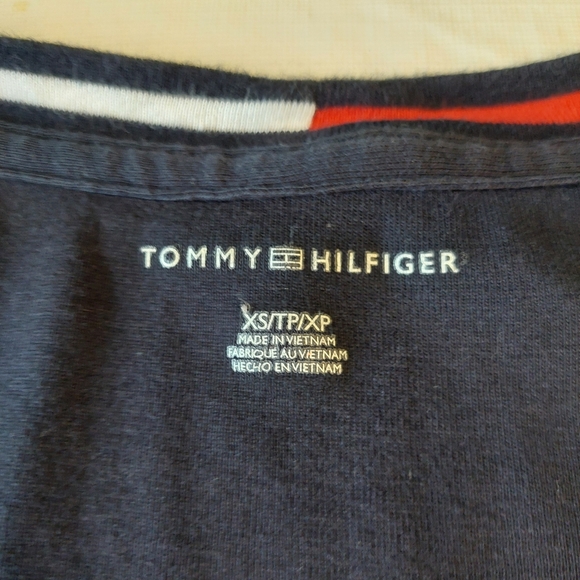 TOMMY HILFIGER
XS/TP/XP
MADE IN VIETNAM
FABRIQUÉ AU VIETNAM
HECHO EN VIETNAM